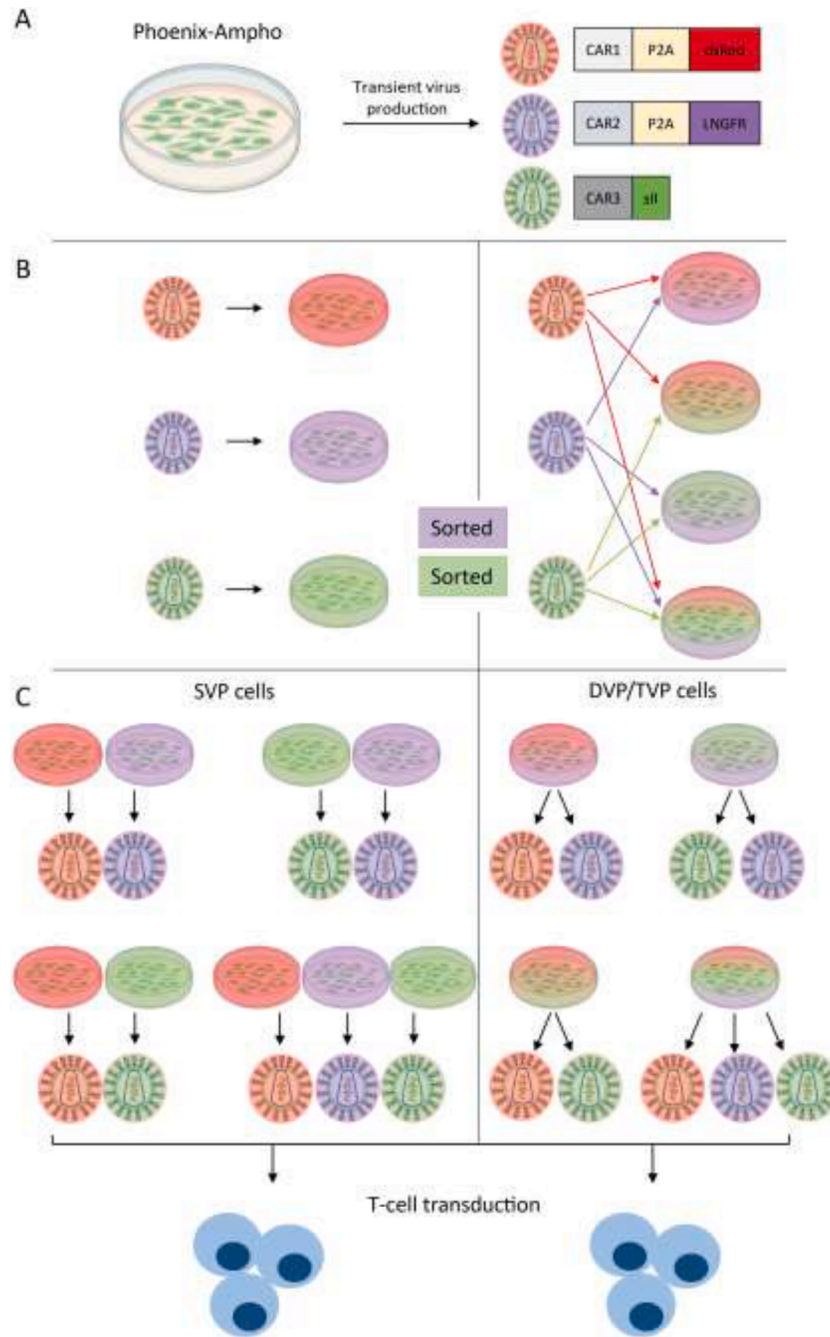 A
Phoenix-Ampho
Transient virus
production
CAR1 P2A dsRed
CAR2 P2A LNGFR
CAR3 sII
B
Sorted
Sorted
C
SVP cells
DVP/TVP cells
T-cell transduction